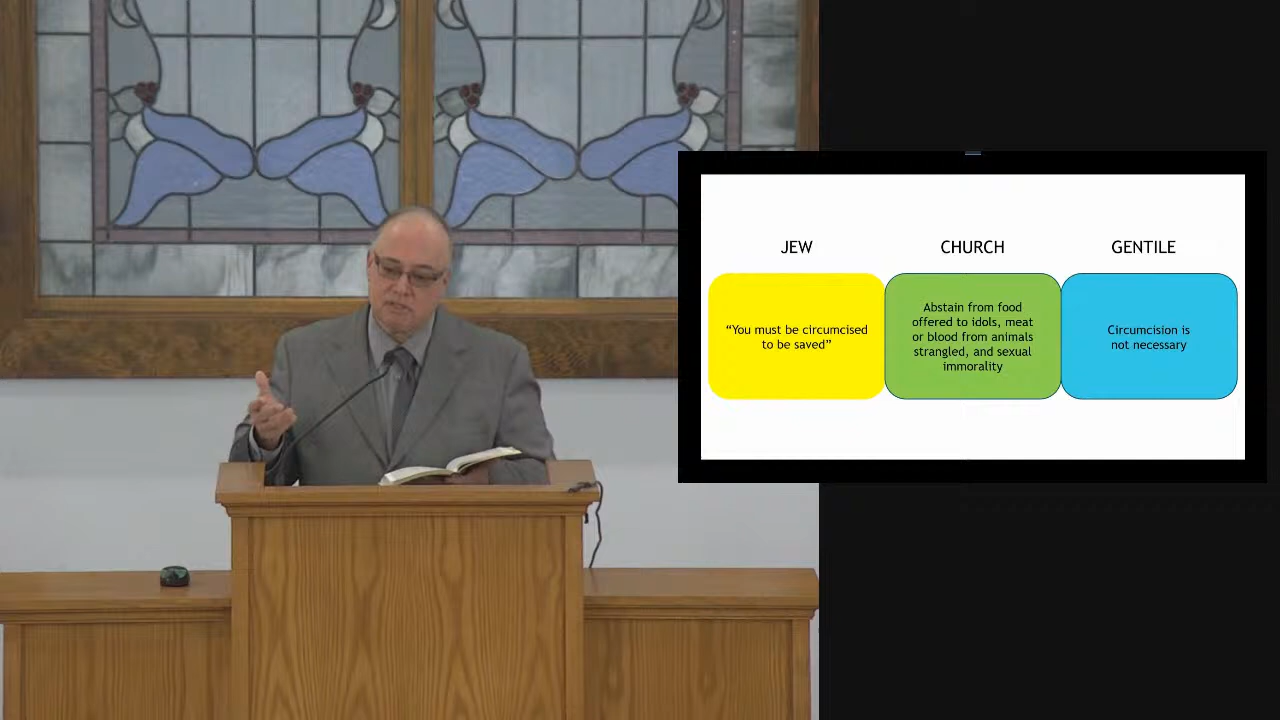 JEW
CHURCH
GENTILE
“You must be circumcised
to be saved”
Abstain from food
offered to idols, meat
or blood from animals
strangled, and sexual
immorality
Circumcision is
not necessary